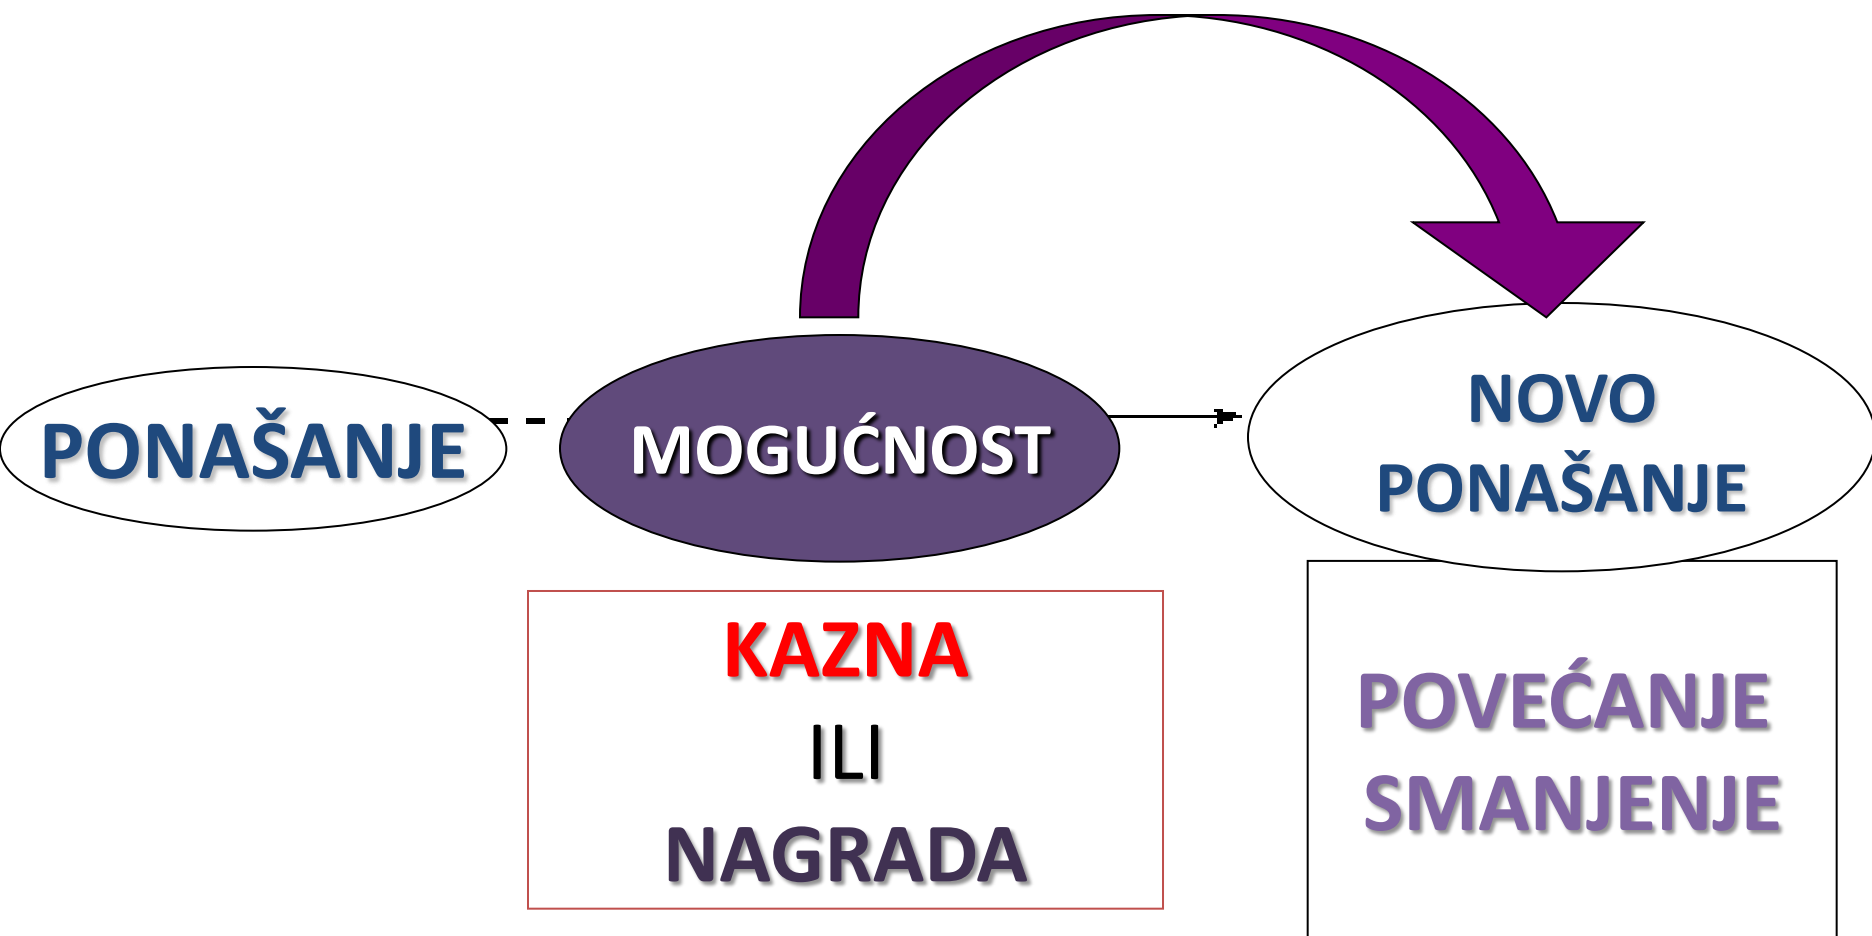 PONAŠANJE
MOGUĆNOST
NOVO
PONAŠANJE
KAZNA
ILI
NAGRADA
POVEĆANJE
SMANJENJE